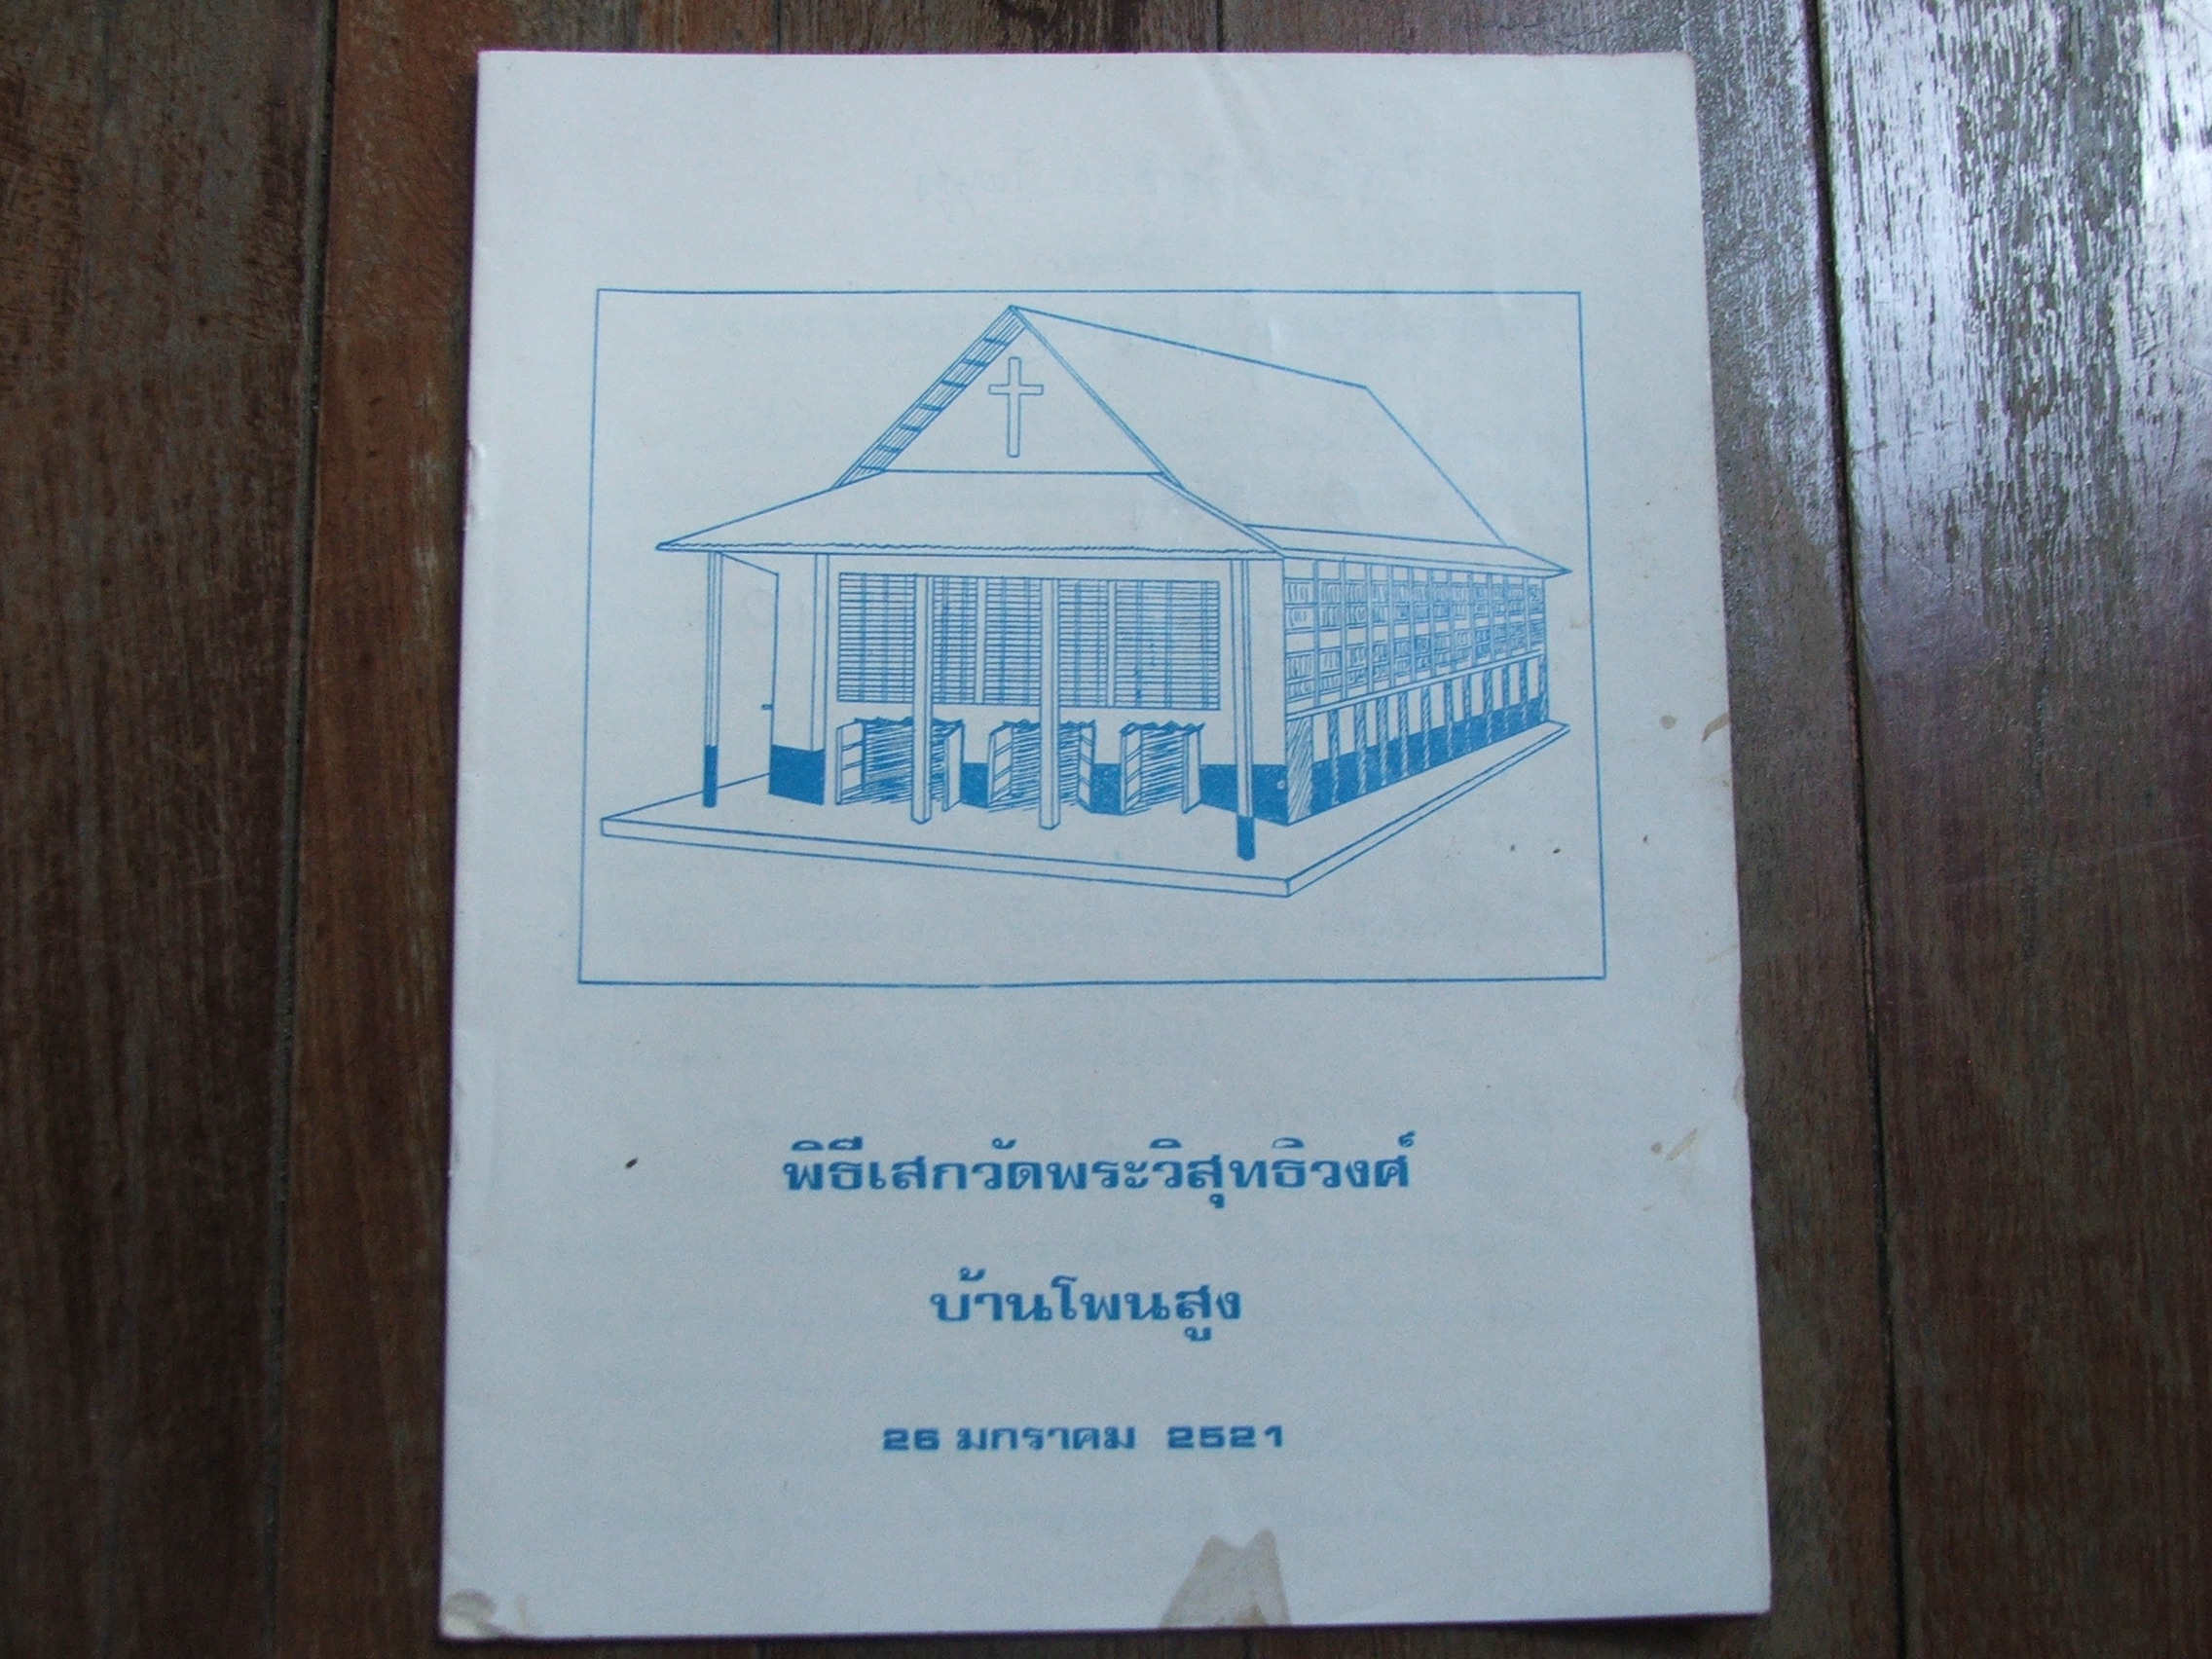 พิธีเสกวัดพระวิสุทธิวงศ์
บ้านโพนสูง
26 มกราคม 2521